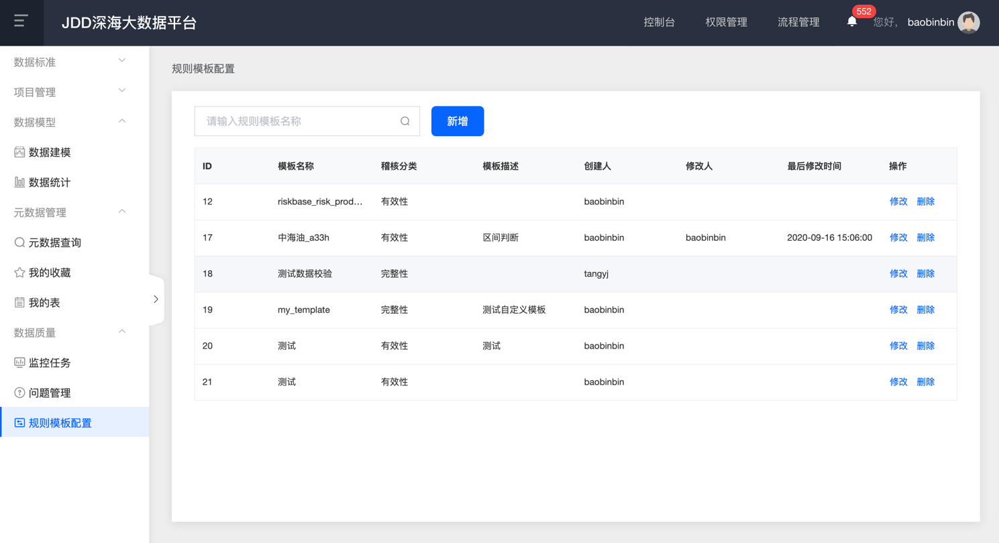 JDD深海大数据平台
控制台 权限管理 流程管理 552 您好, baobinbin
数据标准
项目管理
数据模型
数据建模
数据统计
元数据管理
元数据查询
我的收藏
我的表
数据质量
监控任务
问题管理
规则模板配置
规则模板配置
请输入规则模板名称 新增
ID 模板名称 稽核分类 模板描述 创建人 修改人 最后修改时间 操作
12 riskbase_risk_prod... 有效性 baobinbin 修改 删除
17 中海油_a33h 有效性 区间判断 baobinbin baobinbin 2020-09-16 15:06:00 修改 删除
18 测试数据校验 完整性 tangyj 修改 删除
19 my_template 完整性 测试自定义模板 baobinbin 修改 删除
20 测试 有效性 测试 baobinbin 修改 删除
21 测试 有效性 baobinbin 修改 删除